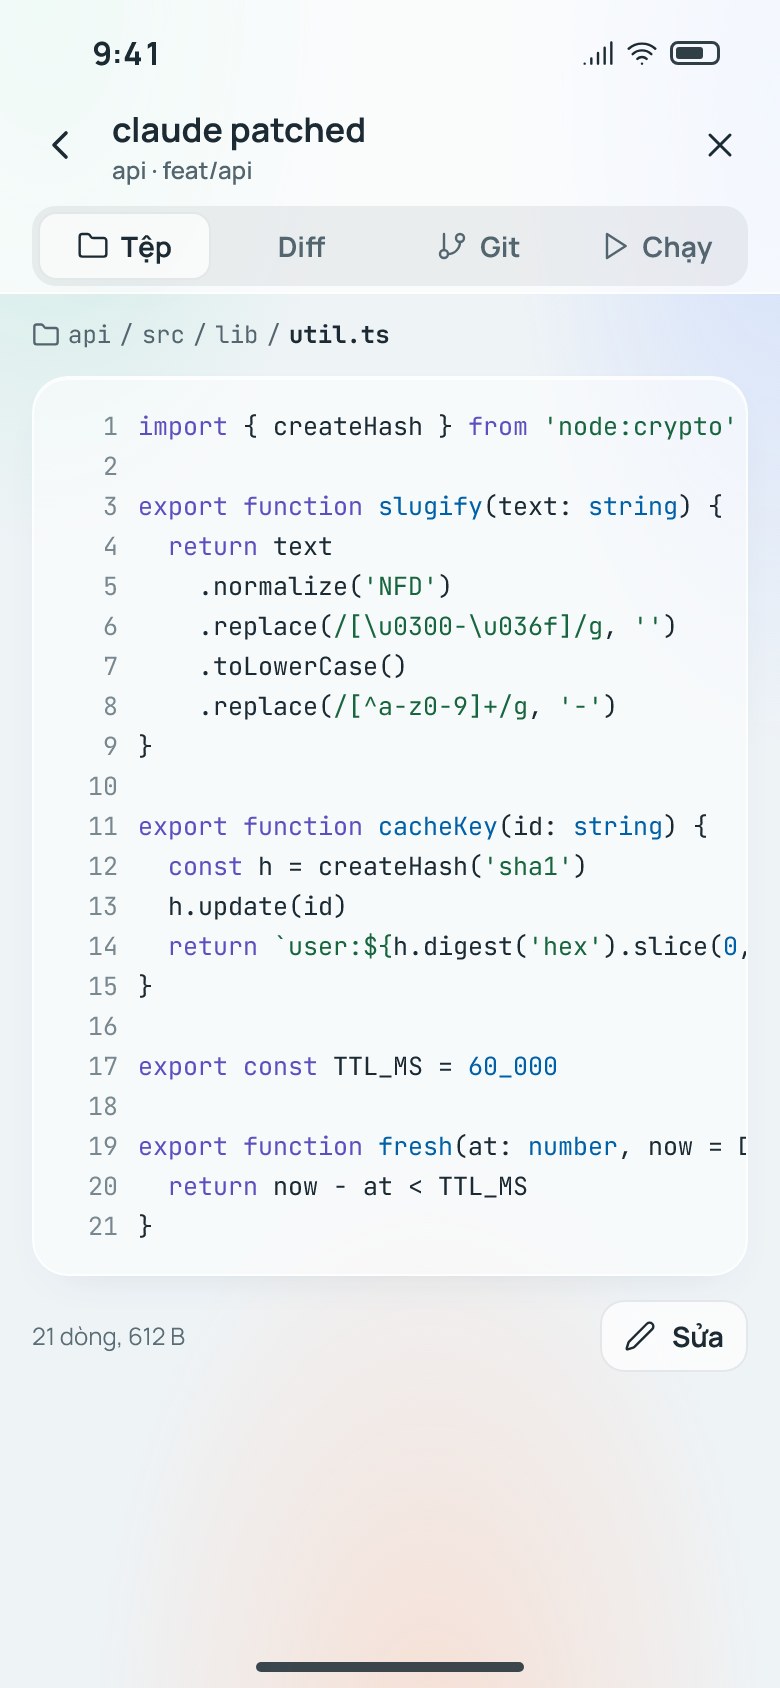 9:41
claude patched
api · feat/api
Tệp
Diff
Git
Chạy
api / src / lib / util.ts
1 import { createHash } from 'node:crypto'
2
3 export function slugify(text: string) {
4   return text
5     .normalize('NFD')
6     .replace(/[\u0300-\u036f]/g, '')
7     .toLowerCase()
8     .replace(/[^a-z0-9]+/g, '-')
9 }
10
11 export function cacheKey(id: string) {
12   const h = createHash('sha1')
13   h.update(id)
14   return `user:${h.digest('hex').slice(0,
15 }
16
17 export const TTL_MS = 60_000
18
19 export function fresh(at: number, now =
20   return now - at < TTL_MS
21 }
21 dòng, 612 B
Sửa